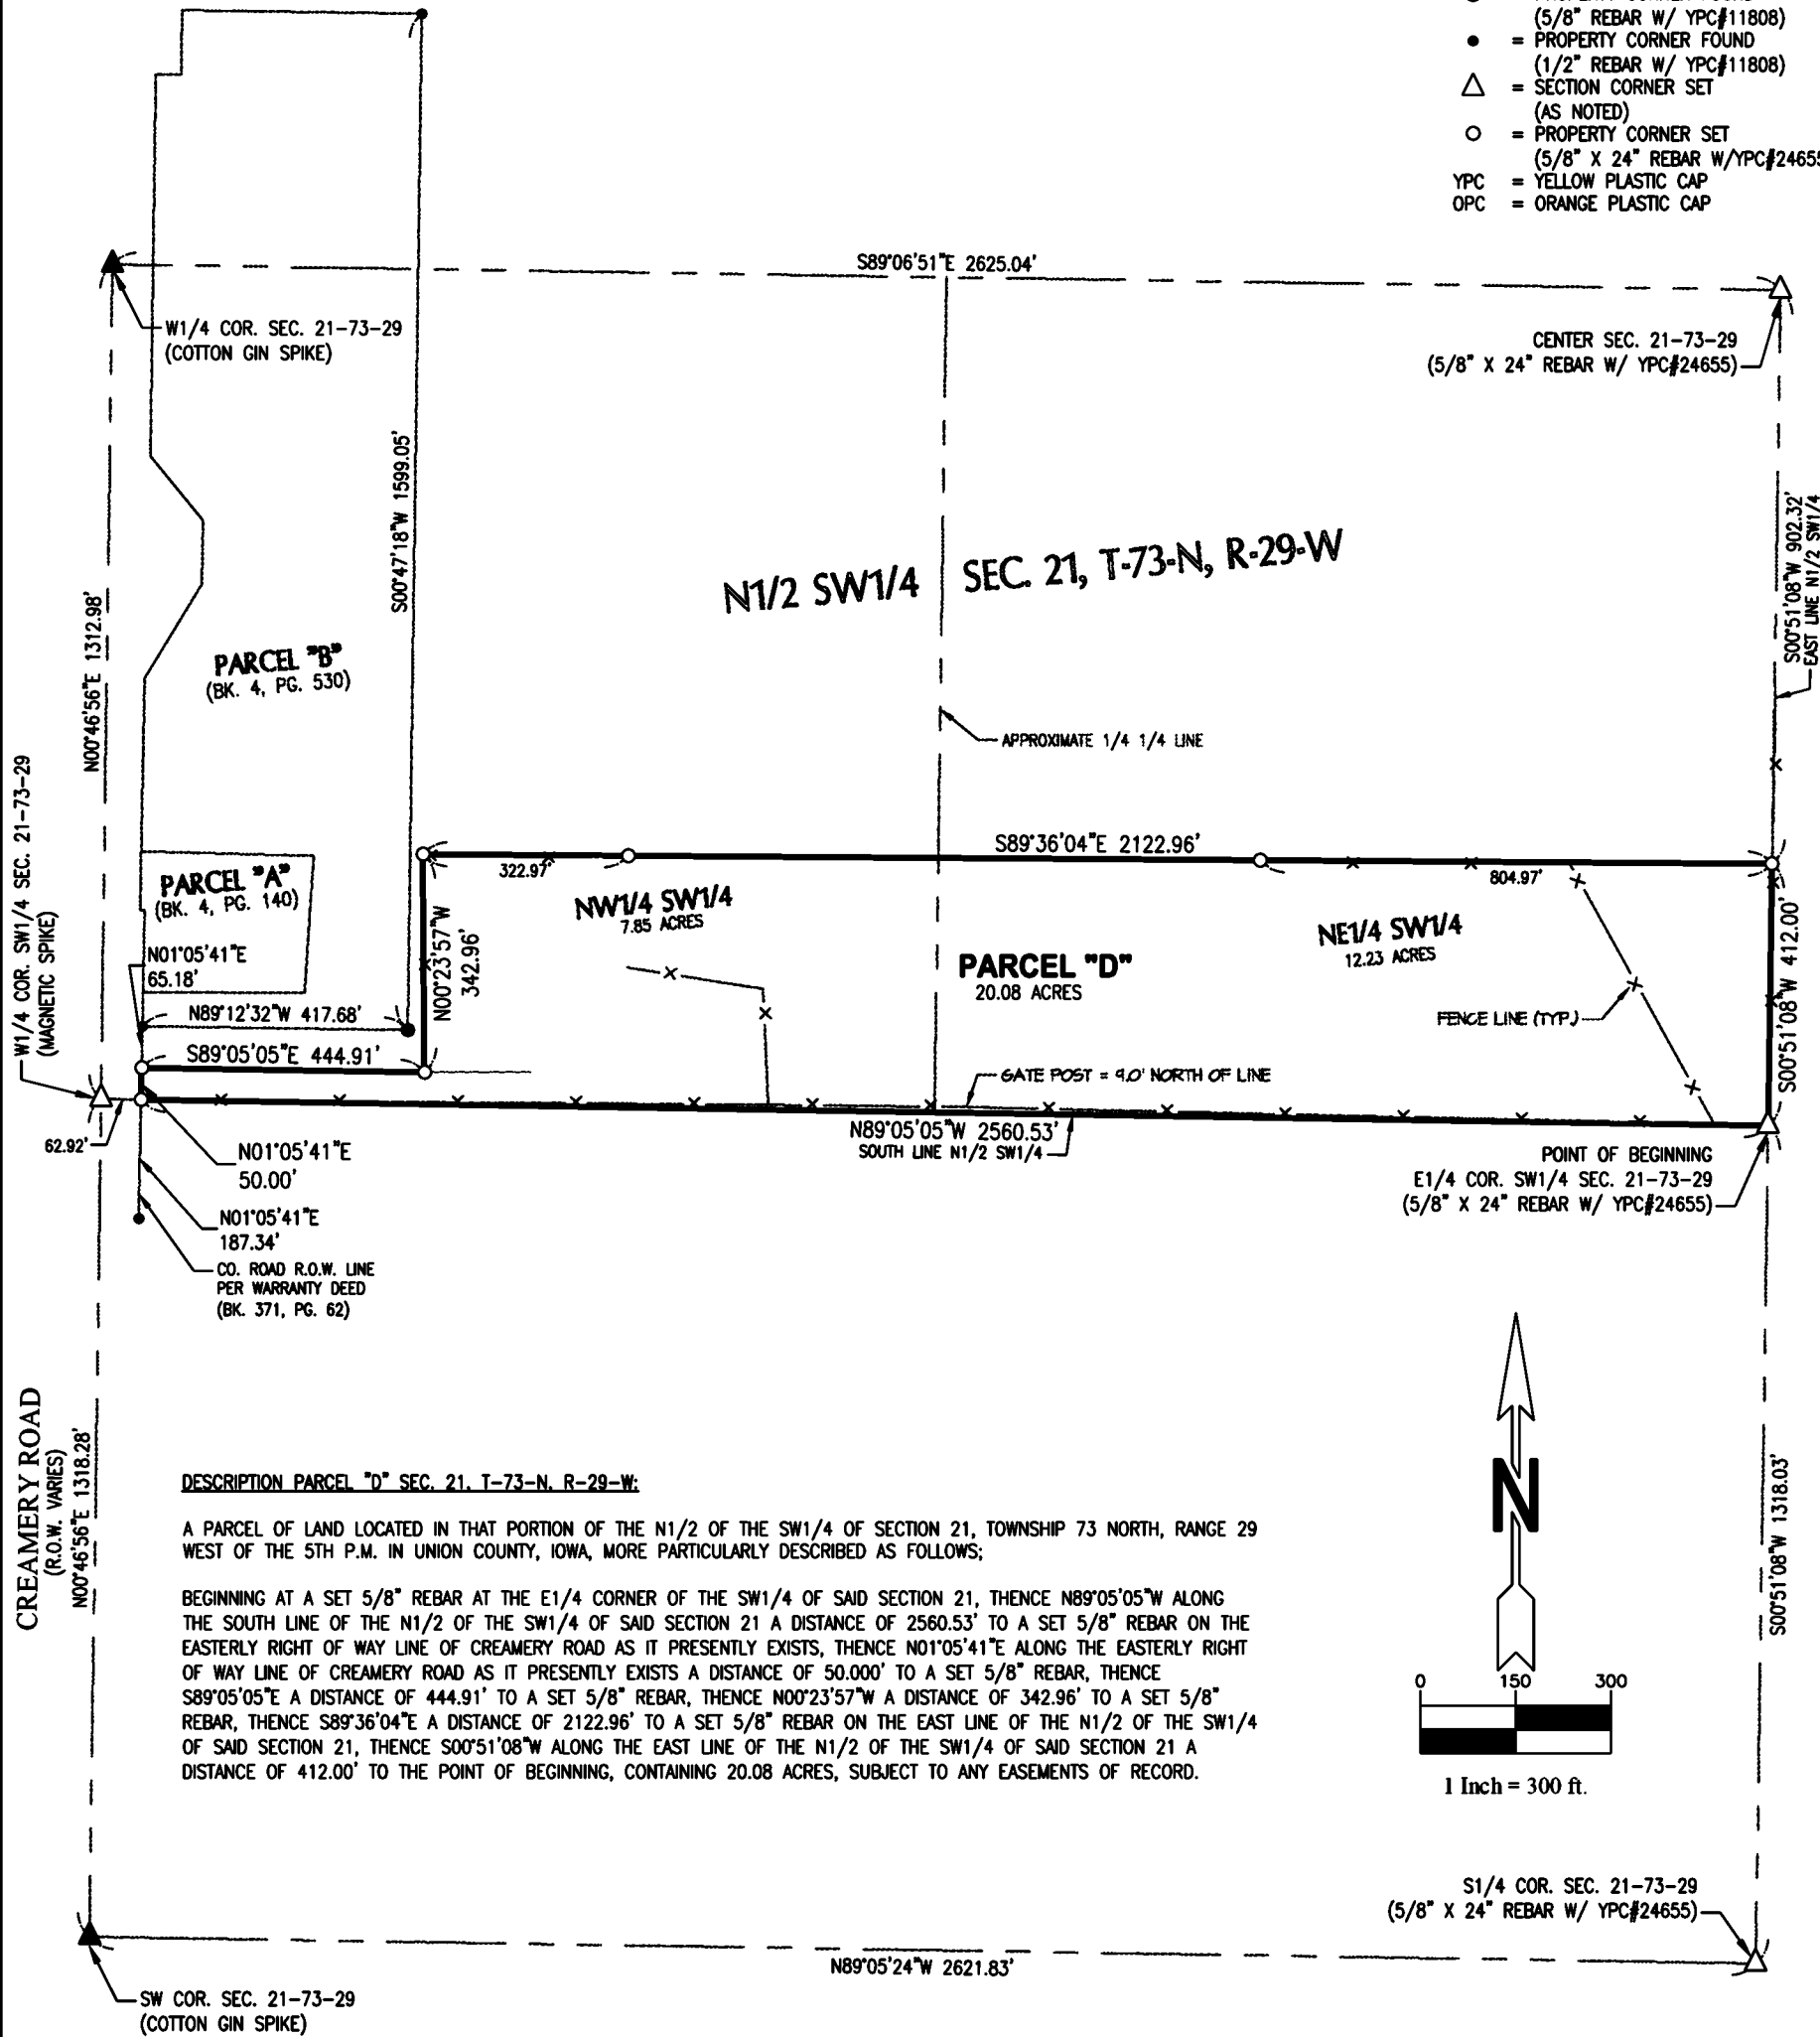 (5/8" REBAR W/ YPC#11808)
● = PROPERTY CORNER FOUND
(1/2" REBAR W/ YPC#11808)
△ = SECTION CORNER SET
(AS NOTED)
○ = PROPERTY CORNER SET
(5/8" X 24" REBAR W/YPC#24655
YPC = YELLOW PLASTIC CAP
OPC = ORANGE PLASTIC CAP
S89°06'51"E 2625.04'
W1/4 COR. SEC. 21-73-29
(COTTON GIN SPIKE)
CENTER SEC. 21-73-29
(5/8" X 24" REBAR W/ YPC#24655)
S00°47'18"W 1599.05'
N00°46'56"E 1312.98'
S00°51'08"W 902.32'
EAST LINE N1/2 SW1/4
N1/2 SW1/4 SEC. 21, T-73-N, R-29-W
PARCEL "B"
(BK. 4, PG. 530)
APPROXIMATE 1/4 1/4 LINE
W1/4 COR. SW1/4 SEC. 21-73-29
(MAGNETIC SPIKE)
PARCEL "A"
(BK. 4, PG. 140)
N01°05'41"E
65.18'
N89°12'32"W 417.68'
S89°05'05"E 444.91'
S89°36'04"E 2122.96'
322.97'
804.97'
N00°23'57"W
342.96'
NW1/4 SW1/4
7.85 ACRES
NE1/4 SW1/4
12.23 ACRES
PARCEL "D"
20.08 ACRES
FENCE LINE (TYP.)
S00°51'08"W 412.00'
GATE POST = 9.0' NORTH OF LINE
N89°05'05"W 2560.53'
SOUTH LINE N1/2 SW1/4
62.92'
N01°05'41"E
50.00'
N01°05'41"E
187.34'
CO. ROAD R.O.W. LINE
PER WARRANTY DEED
(BK. 371, PG. 62)
POINT OF BEGINNING
E1/4 COR. SW1/4 SEC. 21-73-29
(5/8" X 24" REBAR W/ YPC#24655)
CREAMERY ROAD
(R.O.W. VARIES)
N00°46'56"E 1318.28'
S00°51'08"W 1318.03'
DESCRIPTION PARCEL "D" SEC. 21, T-73-N, R-29-W:
A PARCEL OF LAND LOCATED IN THAT PORTION OF THE N1/2 OF THE SW1/4 OF SECTION 21, TOWNSHIP 73 NORTH, RANGE 29
WEST OF THE 5TH P.M. IN UNION COUNTY, IOWA, MORE PARTICULARLY DESCRIBED AS FOLLOWS;
BEGINNING AT A SET 5/8" REBAR AT THE E1/4 CORNER OF THE SW1/4 OF SAID SECTION 21, THENCE N89°05'05"W ALONG
THE SOUTH LINE OF THE N1/2 OF THE SW1/4 OF SAID SECTION 21 A DISTANCE OF 2560.53' TO A SET 5/8" REBAR ON THE
EASTERLY RIGHT OF WAY LINE OF CREAMERY ROAD AS IT PRESENTLY EXISTS, THENCE N01°05'41"E ALONG THE EASTERLY RIGHT
OF WAY LINE OF CREAMERY ROAD AS IT PRESENTLY EXISTS A DISTANCE OF 50.000' TO A SET 5/8" REBAR, THENCE
S89°05'05"E A DISTANCE OF 444.91' TO A SET 5/8" REBAR, THENCE N00°23'57"W A DISTANCE OF 342.96' TO A SET 5/8"
REBAR, THENCE S89°36'04"E A DISTANCE OF 2122.96' TO A SET 5/8" REBAR ON THE EAST LINE OF THE N1/2 OF THE SW1/4
OF SAID SECTION 21, THENCE S00°51'08"W ALONG THE EAST LINE OF THE N1/2 OF THE SW1/4 OF SAID SECTION 21 A
DISTANCE OF 412.00' TO THE POINT OF BEGINNING, CONTAINING 20.08 ACRES, SUBJECT TO ANY EASEMENTS OF RECORD.
N
0 150 300
1 Inch = 300 ft.
S1/4 COR. SEC. 21-73-29
(5/8" X 24" REBAR W/ YPC#24655)
N89°05'24"W 2621.83'
SW COR. SEC. 21-73-29
(COTTON GIN SPIKE)